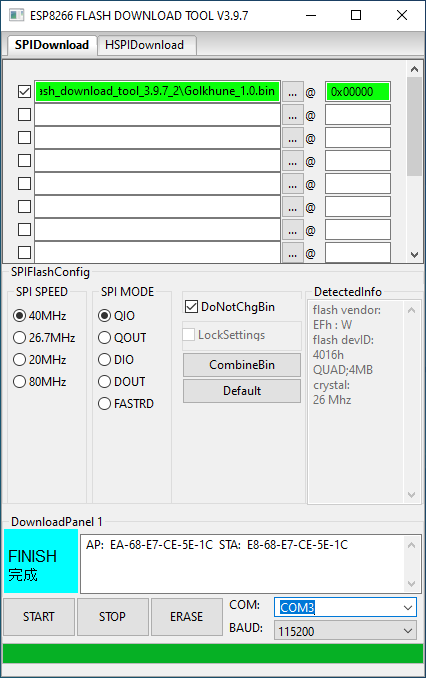 ESP8266 FLASH DOWNLOAD TOOL V3.9.7
SPIDownload HSPIDownload
ash_download_tool_3.9.7_2\Golkhune_1.0.bin ... @ 0x00000
... @
... @
... @
... @
... @
... @
... @
SPIFlashConfig
SPI SPEED
40MHz
26.7MHz
20MHz
80MHz
SPI MODE
QIO
QOUT
DIO
DOUT
FASTRD
DoNotChgBin
LockSettings
CombineBin
Default
DetectedInfo
flash vendor:
EFh : W
flash devID:
4016h
QUAD;4MB
crystal:
26 Mhz
DownloadPanel 1
FINISH
完成
AP: EA-68-E7-CE-5E-1C STA: E8-68-E7-CE-5E-1C
START STOP ERASE
COM: COM3
BAUD: 115200